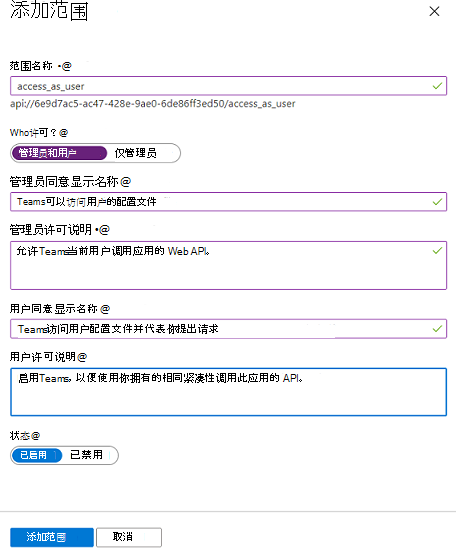 添加范围
范围名称 •@
access_as_user
api://6e9d7ac5-ac47-428e-9ae0-6de86ff3ed50/access_as_user
Who许可？@
管理员和用户 仅管理员
管理员同意显示名称@
Teams可以访问用户的配置文件
管理员许可说明 •@
允许Teams当前用户调用应用的 Web API。
用户同意显示名称 @
Teams访问用户配置文件并代表你提出请求
用户许可说明 @
启用Teams，以便使用你拥有的相同紧凑性调用此应用的 API。
状态@
已启用 已禁用
添加范围 取消